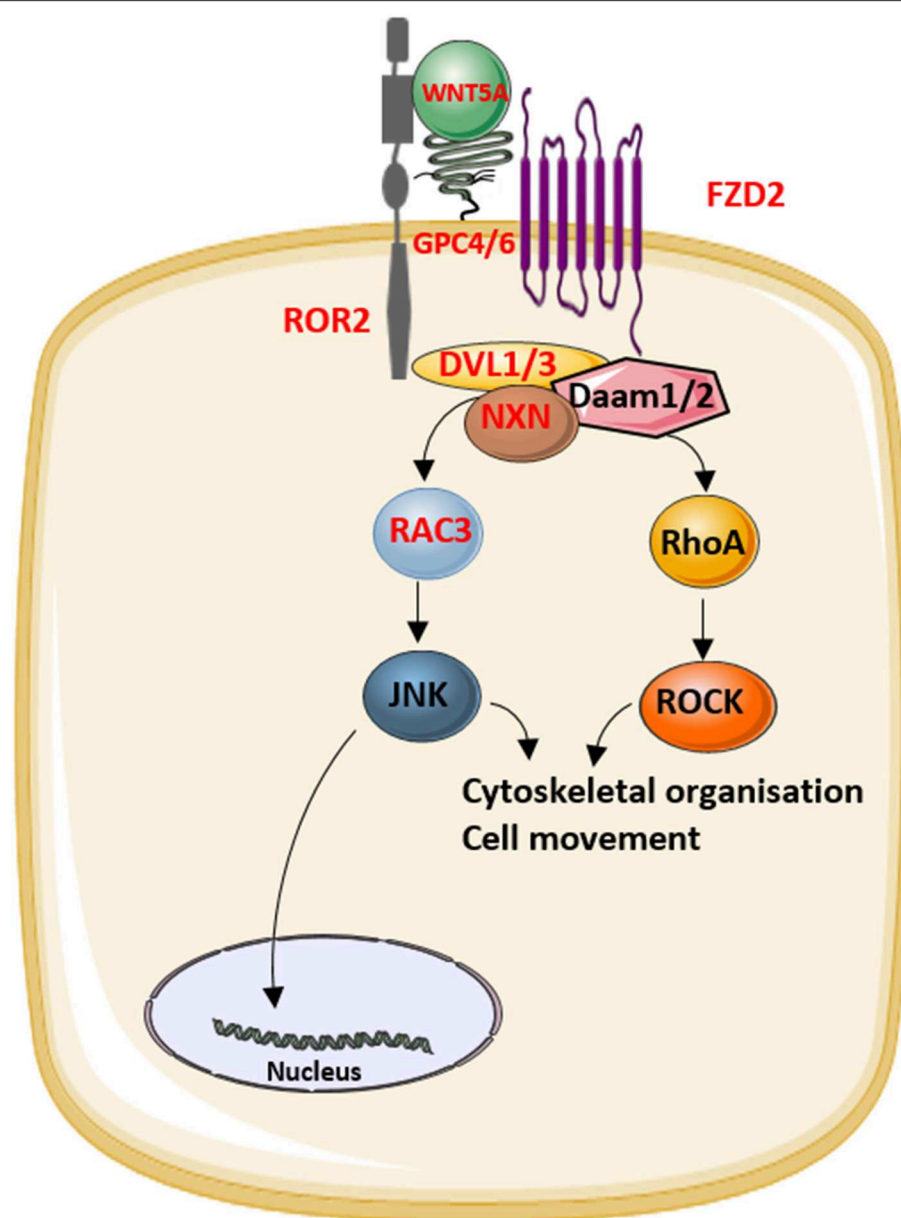 WNT5A
FZD2
GPC4/6
ROR2
DVL1/3
Daam1/2
NXN
RAC3
RhoA
JNK
ROCK
Cytoskeletal organisation
Cell movement
Nucleus